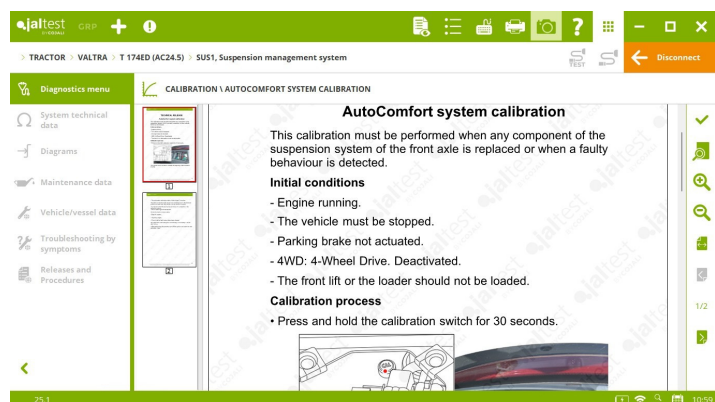 jaltest GRP
> TRACTOR > VALTRA > T 174ED (AC24.5) > SUS1, Suspension management system
TEST
Disconnect
Diagnostics menu
System technical data
Diagrams
Maintenance data
Vehicle/vessel data
Troubleshooting by symptoms
Releases and Procedures
CALIBRATION \ AUTOCOMFORT SYSTEM CALIBRATION
1
2
AutoComfort system calibration
This calibration must be performed when any component of the
suspension system of the front axle is replaced or when a faulty
behaviour is detected.
Initial conditions
- Engine running.
- The vehicle must be stopped.
- Parking brake not actuated.
- 4WD: 4-Wheel Drive. Deactivated.
- The front lift or the loader should not be loaded.
Calibration process
• Press and hold the calibration switch for 30 seconds.
1/2
25.1
10:59